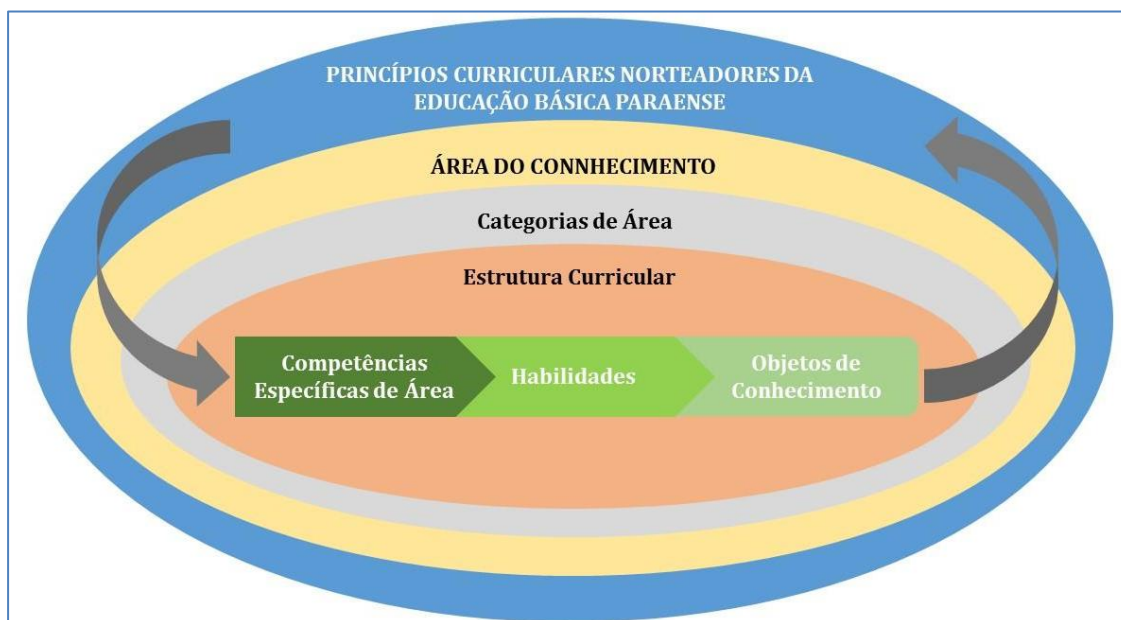 PRINCÍPIOS CURRICULARES NORTEADORES DA
EDUCAÇÃO BÁSICA PARAENSE
ÁREA DO CONNHECIMENTO
Categorias de Área
Estrutura Curricular
Competências
Específicas de Área
Habilidades
Objetos de
Conhecimento